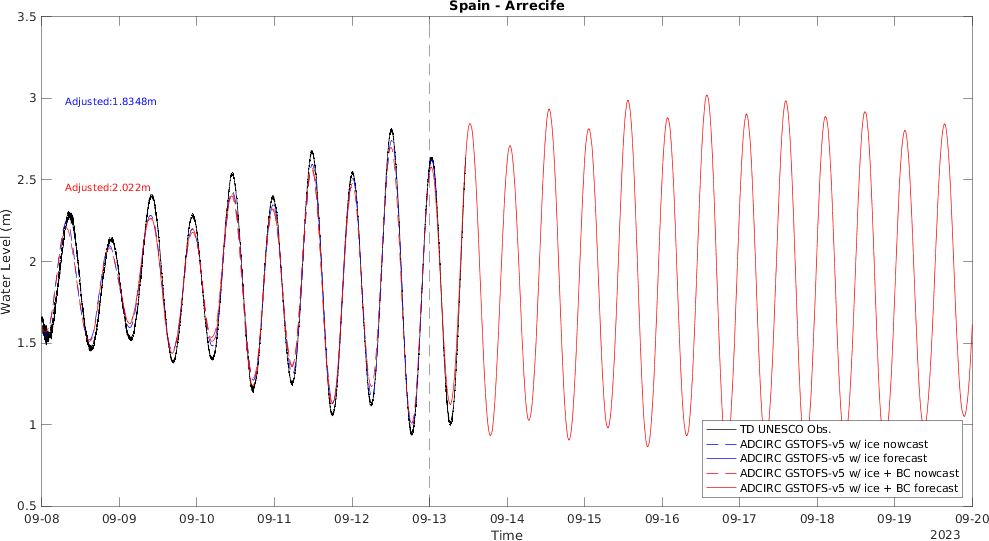 Spain - Arrecife
3.5
3
2.5
2
1.5
1
0.5
Water Level (m)
Adjusted:1.8348m
Adjusted:2.022m
TD UNESCO Obs.
ADCIRC GSTOFS-v5 w/ ice nowcast
ADCIRC GSTOFS-v5 w/ ice forecast
ADCIRC GSTOFS-v5 w/ ice + BC nowcast
ADCIRC GSTOFS-v5 w/ ice + BC forecast
09-08 09-09 09-10 09-11 09-12 09-13 09-14 09-15 09-16 09-17 09-18 09-19 09-20
Time
2023